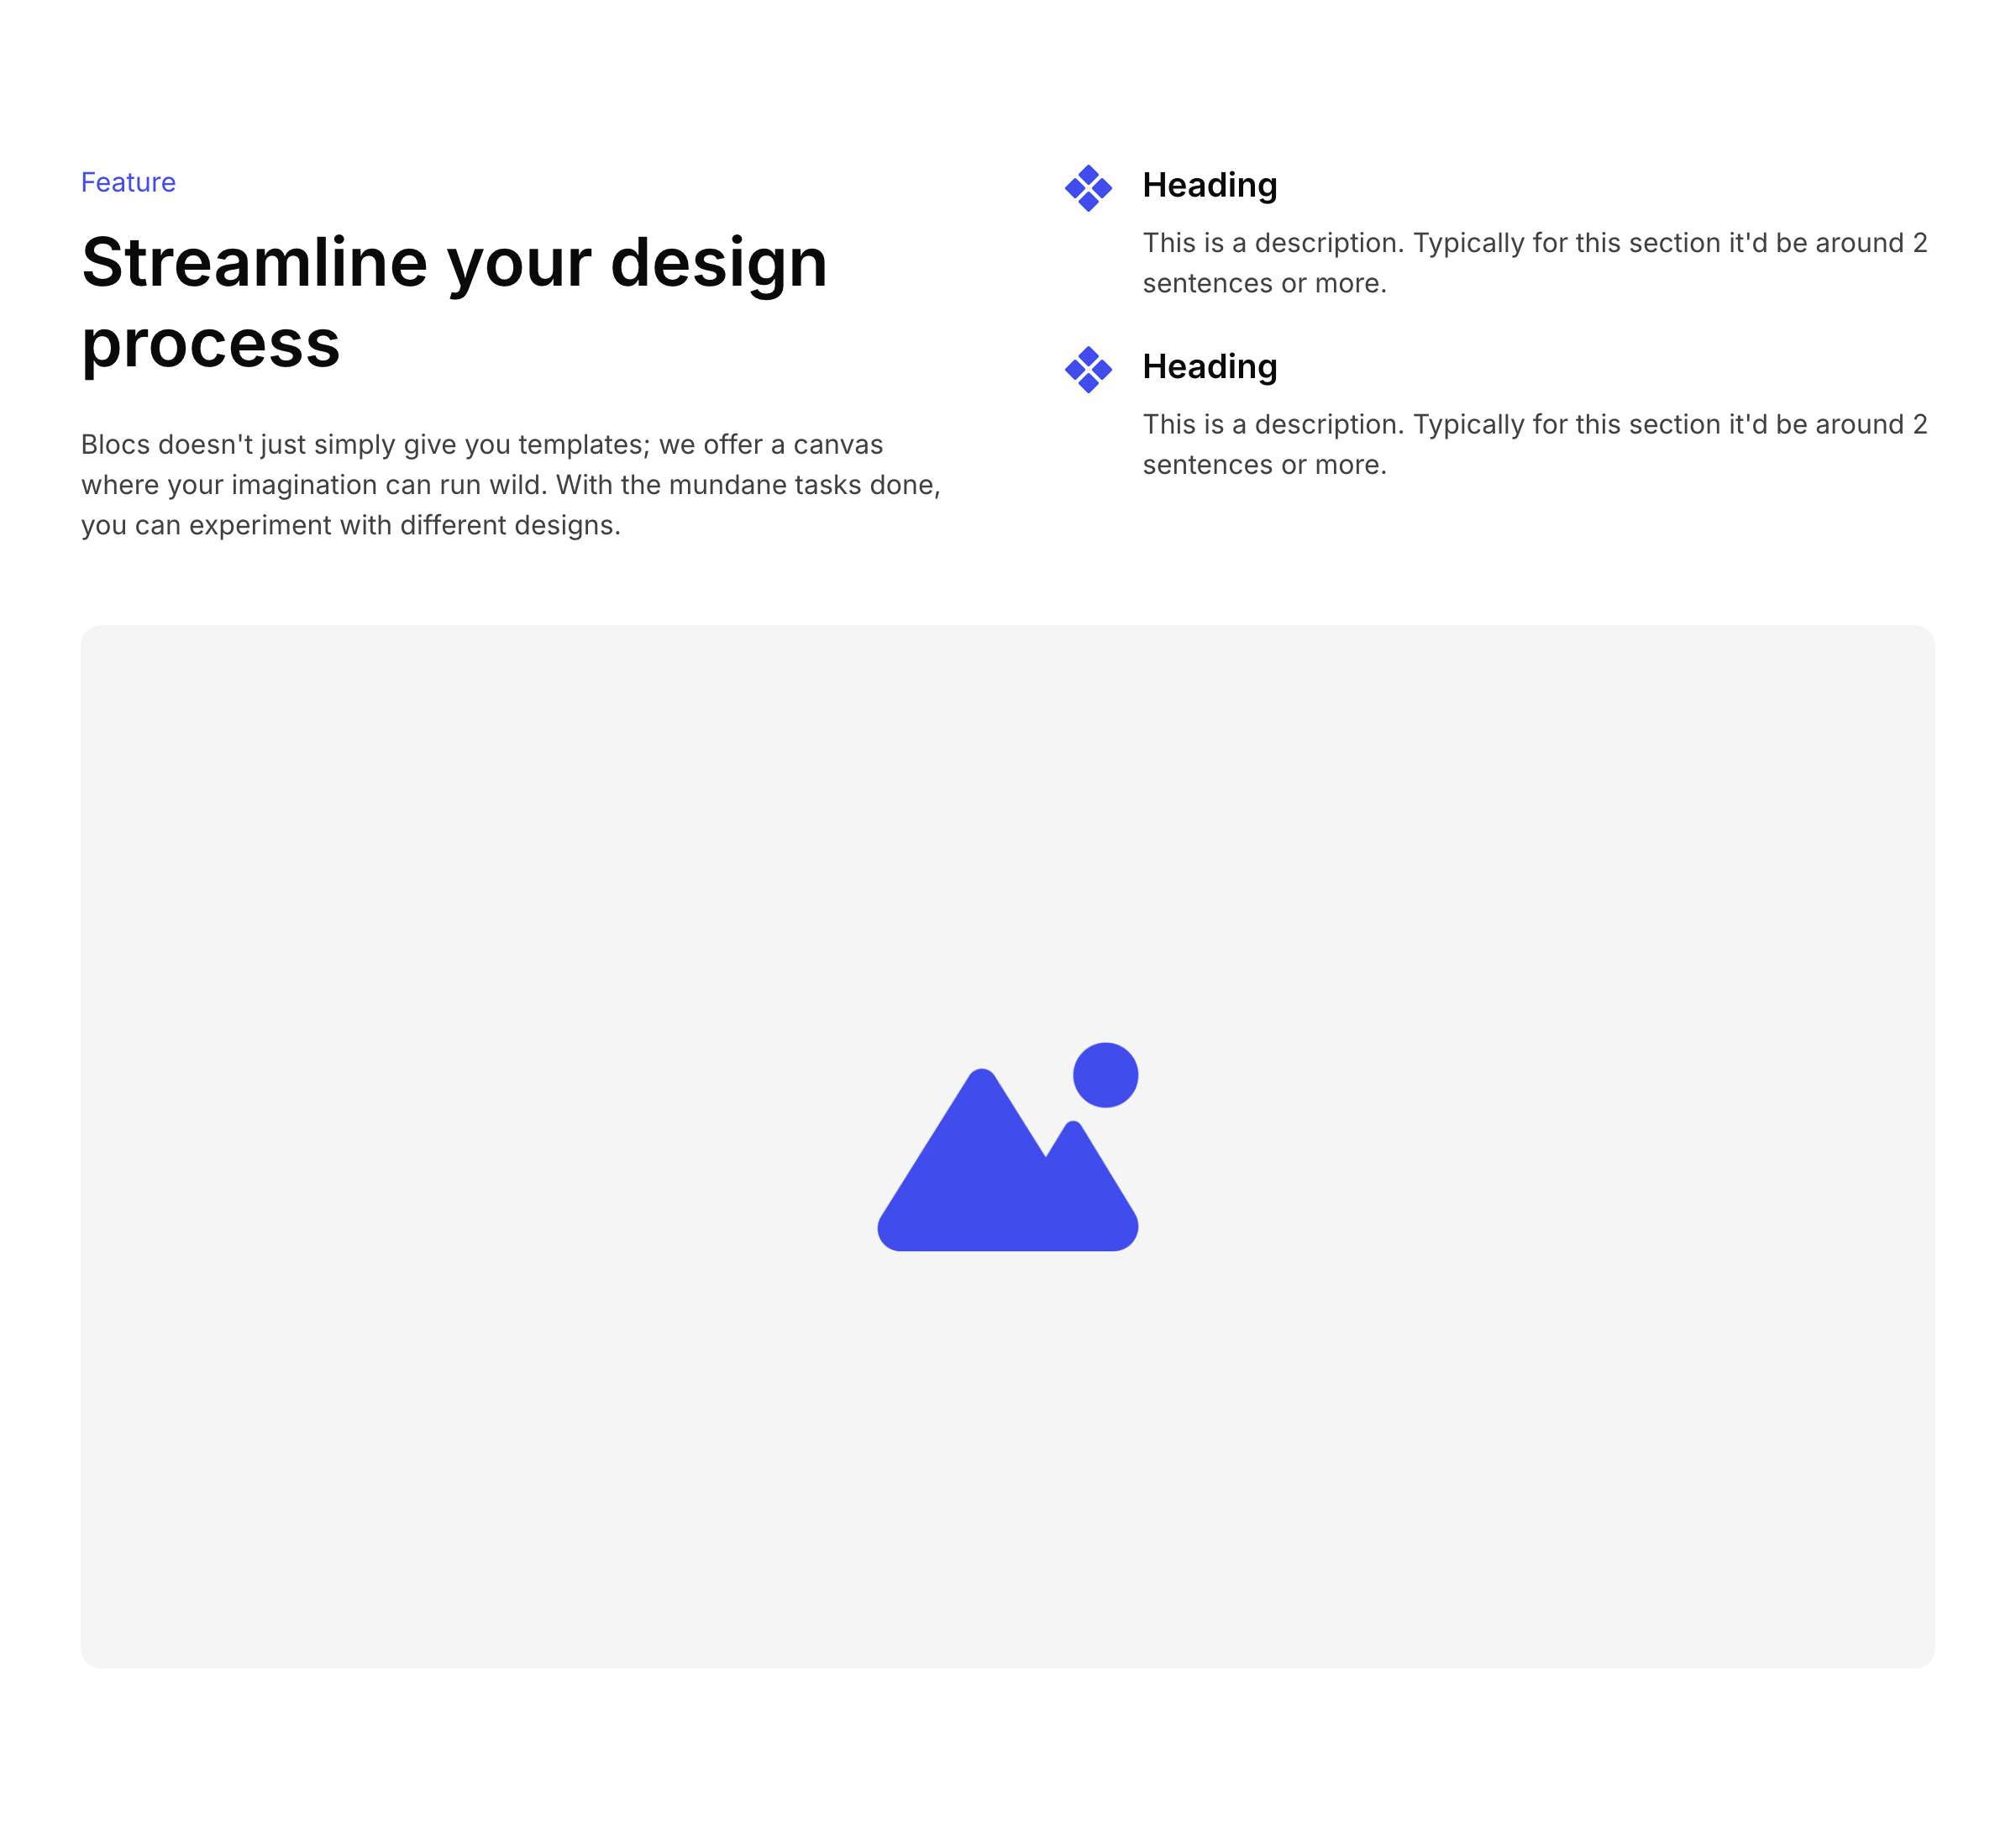 Feature
Streamline your design
process
Blocs doesn't just simply give you templates; we offer a canvas
where your imagination can run wild. With the mundane tasks done,
you can experiment with different designs.
Heading
This is a description. Typically for this section it'd be around 2
sentences or more.
Heading
This is a description. Typically for this section it'd be around 2
sentences or more.